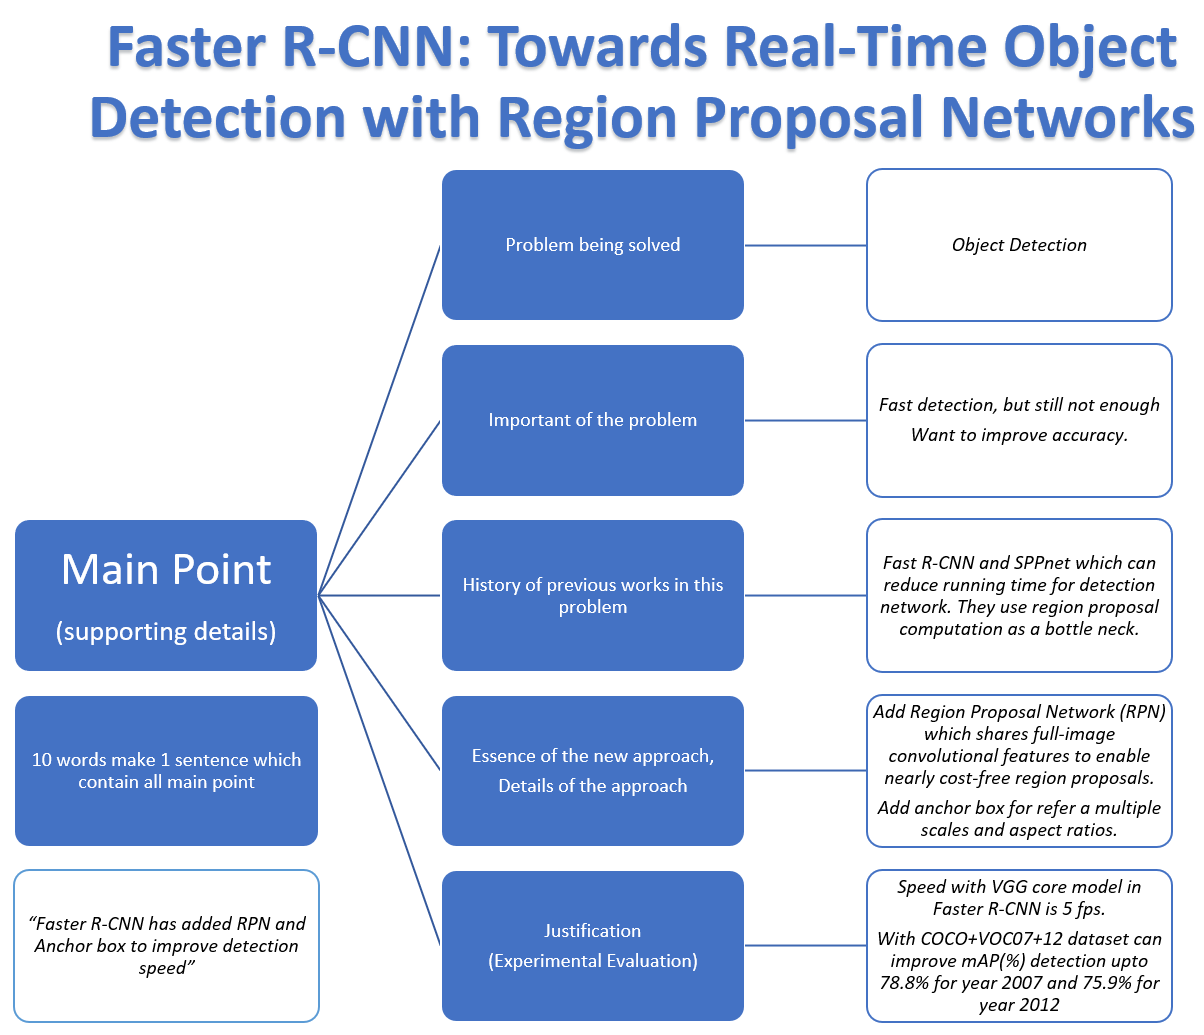 Faster R-CNN: Towards Real-Time Object
Detection with Region Proposal Networks
Problem being solved
Object Detection
Important of the problem
Fast detection, but still not enough
Want to improve accuracy.
Main Point
(supporting details)
History of previous works in this
problem
Fast R-CNN and SPPnet which can
reduce running time for detection
network. They use region proposal
computation as a bottle neck.
10 words make 1 sentence which
contain all main point
Essence of the new approach,
Details of the approach
Add Region Proposal Network (RPN)
which shares full-image
convolutional features to enable
nearly cost-free region proposals.
Add anchor box for refer a multiple
scales and aspect ratios.
“Faster R-CNN has added RPN and
Anchor box to improve detection
speed”
Justification
(Experimental Evaluation)
Speed with VGG core model in
Faster R-CNN is 5 fps.
With COCO+VOC07+12 dataset can
improve mAP(%) detection upto
78.8% for year 2007 and 75.9% for
year 2012